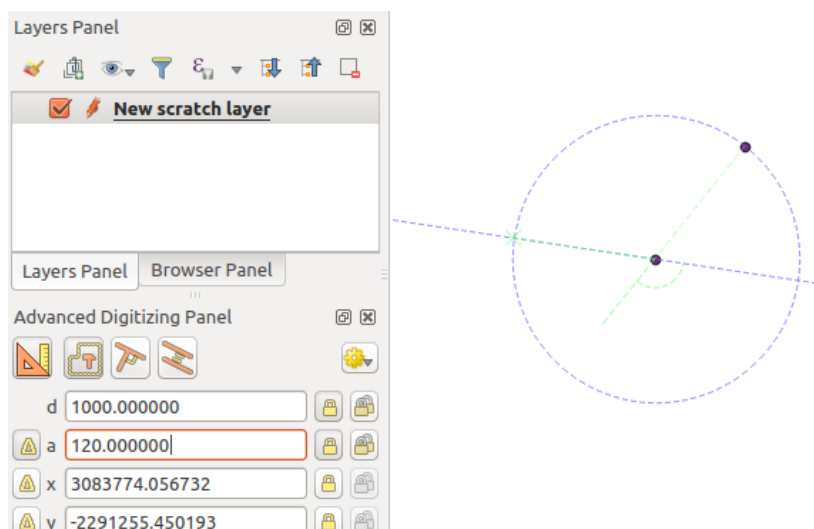 Layers Panel
New scratch layer
Layers Panel Browser Panel
Advanced Digitizing Panel
d 1000.000000
a 120.000000
x 3083774.056732
y -2291255.450193